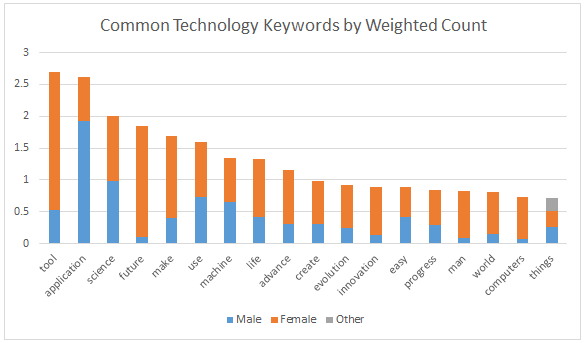 Common Technology Keywords by Weighted Count
3
2.5
2
1.5
1
0.5
0
tool
application
science
future
make
use
machine
life
advance
create
evolution
innovation
easy
progress
man
world
computers
things
Male Female Other